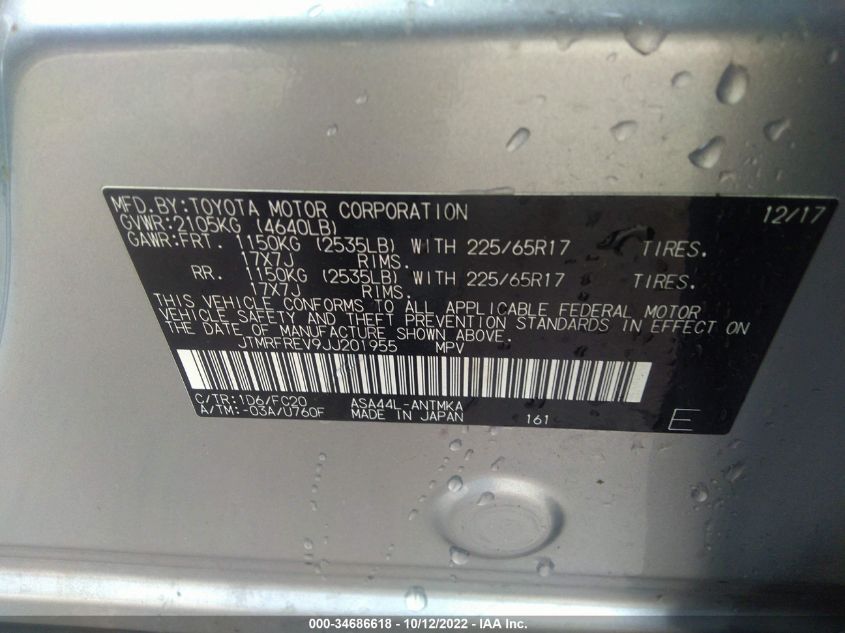 MFD.BY:TOYOTA MOTOR CORPORATION 12/17
GVWR:2105KG (4640LB)
GAWR:FRT. 1150KG (2535LB) WITH 225/65R17 TIRES.
17X7J RIMS.
RR. 1150KG (2535LB) WITH 225/65R17 TIRES.
17X7J RIMS.
THIS VEHICLE CONFORMS TO ALL APPLICABLE FEDERAL MOTOR
VEHICLE SAFETY AND THEFT PREVENTION STANDARDS IN EFFECT ON
THE DATE OF MANUFACTURE SHOWN ABOVE.
JTMRFREV9JJ201955 MPV
C/TR:1D6/FC20 ASA44L-ANTMKA
A/TM:-03A/U760F MADE IN JAPAN 161 E
000-34686618 - 10/12/2022 - IAA Inc.